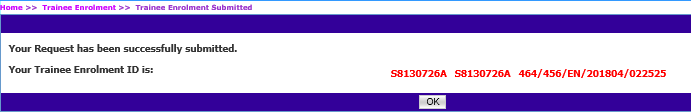 Home >> Trainee Enrolment >> Trainee Enrolment Submitted
Your Request has been successfully submitted.
Your Trainee Enrolment ID is: S8130726A S8130726A 464/456/EN/201804/022525
OK